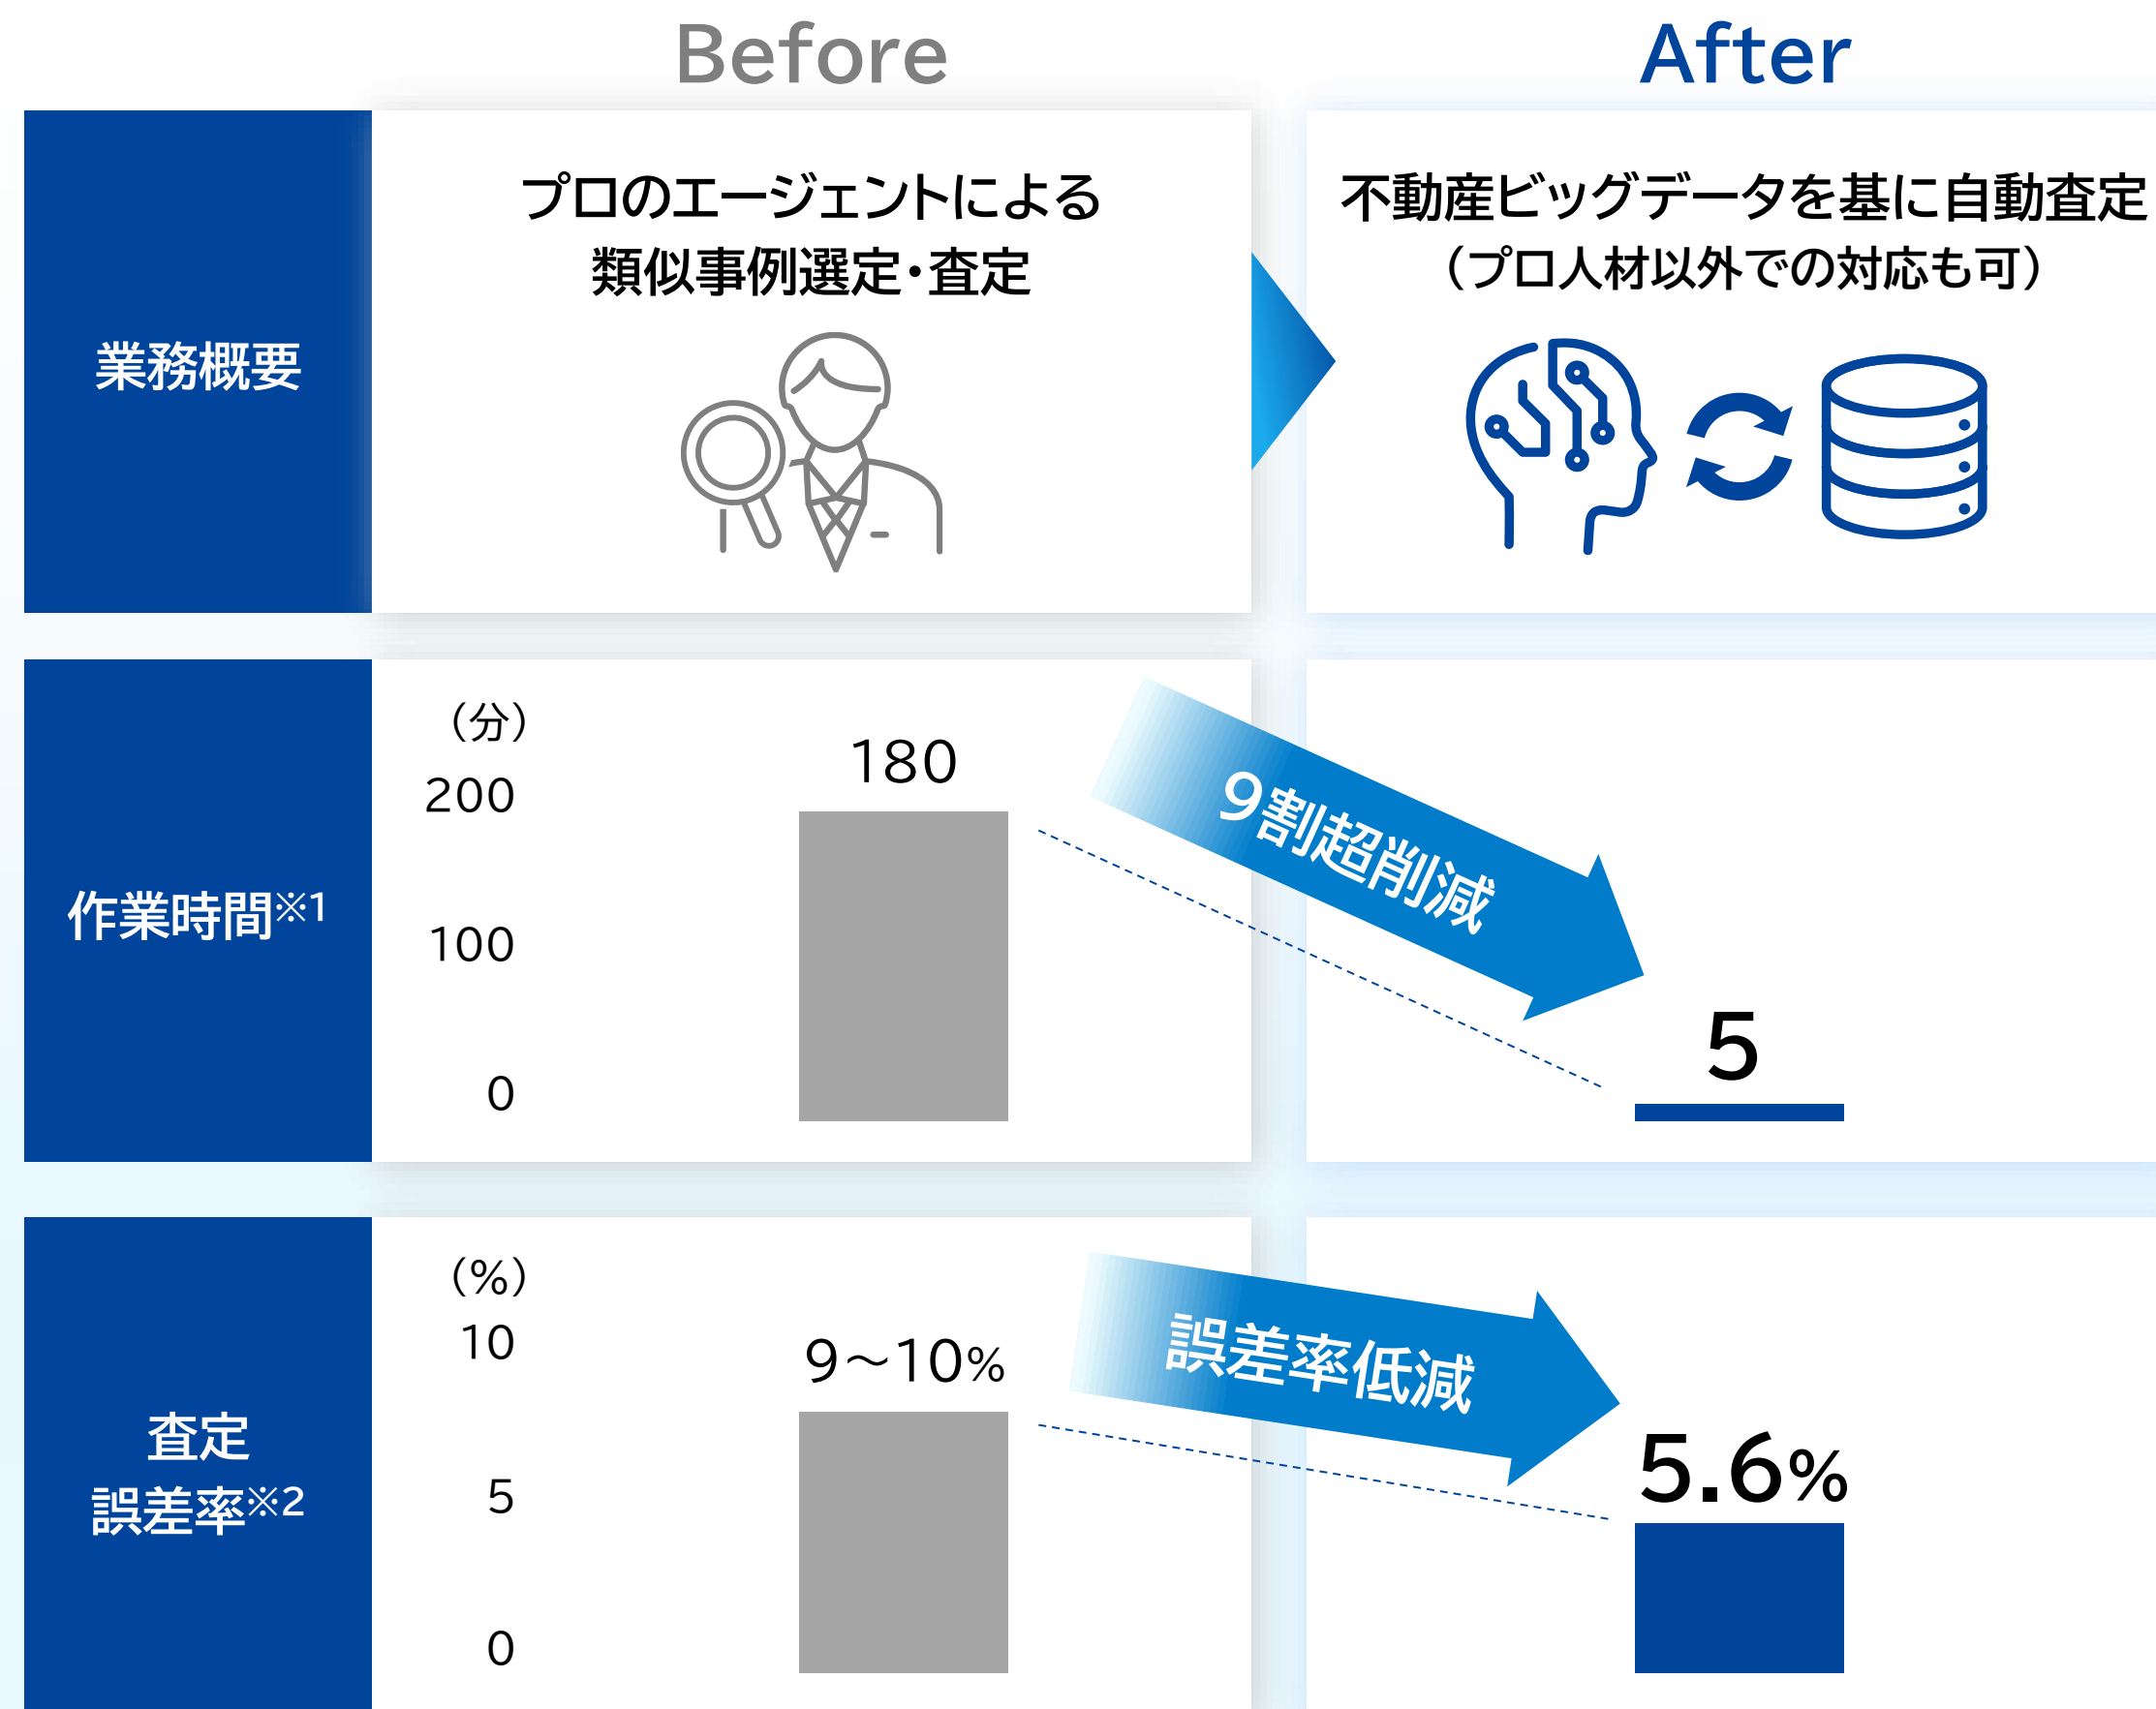 Before
After
業務概要
プロのエージェントによる
類似事例選定・査定
不動産ビッグデータを基に自動査定
（プロ人材以外での対応も可）
作業時間※1
（分）
200
100
0
180
9割超削減
5
査定
誤差率※2
（%）
10
5
0
9～10%
誤差率低減
5.6%